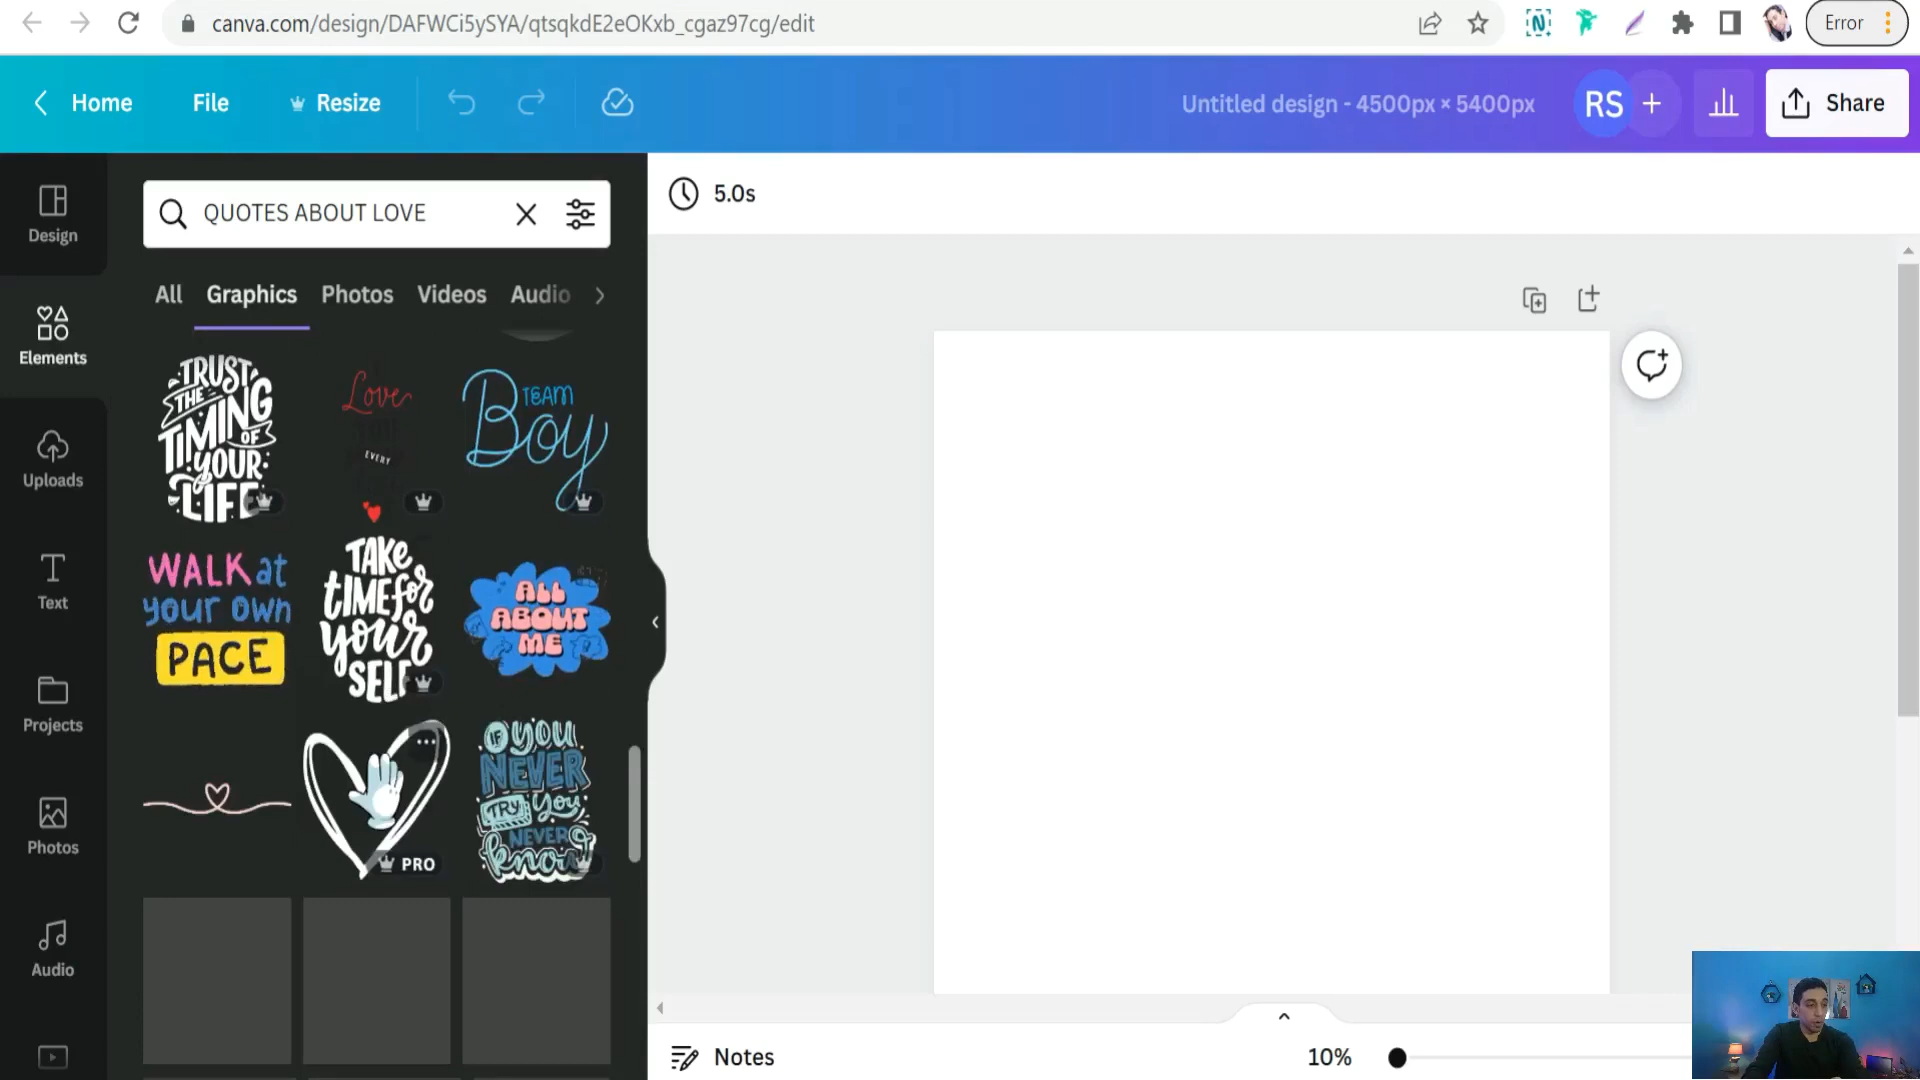 canva.com/design/DAFWCi5ySYA/qtsqkdE2eOKxb_cgaz97cg/edit
Error
Home
File
Resize
Untitled design - 4500px × 5400px
RS
Share
Design
Elements
Uploads
Text
Projects
Photos
Audio
QUOTES ABOUT LOVE
All
Graphics
Photos
Videos
Audio
TRUST
THE
TIMING
OF
YOUR
LIFE
Love
EVERY
TEAM
Boy
WALK at
your own
PACE
TAKE
TIME for
your
SELF
ALL
ABOUT
ME
PRO
IF YOU
NEVER
TRY YOU
NEVER
KNOW
5.0s
Notes
10%